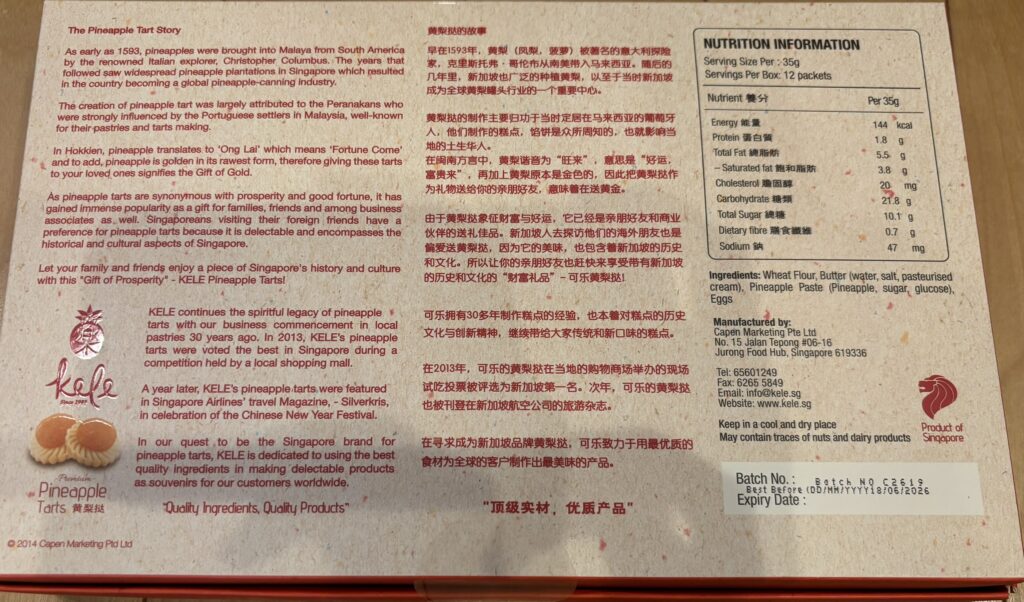 The Pineapple Tart Story
As early as 1593, pineapples were brought into Malaya from South America
by the renowned Italian explorer, Christopher Columbus. The years that
followed saw widespread pineapple plantations in Singapore which resulted
in the country becoming a global pineapple-canning industry.
The creation of pineapple tart was largely attributed to the Peranakans who
were strongly influenced by the Portuguese settlers in Malaysia, well-known
for their pastries and tarts making.
In Hokkien, pineapple translates to 'Ong Lai' which means 'Fortune Come'
and to add, pineapple is golden in its rawest form, therefore giving these tarts
to your loved ones signifies the Gift of Gold.
As pineapple tarts are synonymous with prosperity and good fortune, it has
gained immense popularity as a gift for families, friends and among business
associates as well. Singaporeans visiting their foreign friends have a
preference for pineapple tarts because it is delectable and encompasses the
historical and cultural aspects of Singapore.
Let your family and friends enjoy a piece of Singapore's history and culture
with this "Gift of Prosperity" - KELE Pineapple Tarts!
KELE continues the spiritful legacy of pineapple
tarts with our business commencement in local
pastries 30 years ago. In 2013, KELE's pineapple
tarts were voted the best in Singapore during a
competition held by a local shopping mall.
A year later, KELE's pineapple tarts were featured
in Singapore Airlines' travel Magazine, - Silverkris,
in celebration of the Chinese New Year Festival.
In our quest to be the Singapore brand for
pineapple tarts, KELE is dedicated to using the best
quality ingredients in making delectable products
as souvenirs for our customers worldwide.
"Quality Ingredients, Quality Products"
kele
Since 1983
Premium
Pineapple
Tarts 黄梨挞
© 2014 Capen Marketing Ptd Ltd
黄梨挞的故事
早在1593年，黄梨（凤梨，菠萝）被著名的意大利探险
家，克里斯托弗·哥伦布从南美带入马来西亚。随后的
几年里，新加坡也广泛的种植黄梨，以至于当时新加坡
成为全球黄梨罐头行业的一个重要中心。
黄梨挞的制作主要归功于当时定居在马来西亚的葡萄牙
人，他们制作的糕点，馅饼是众所周知的，也就影响当
地的土生华人。
在闽南方言中，黄梨谐音为“旺来”，意思是“好运，
富贵来”，再加上黄梨原本是金色的，因此把黄梨挞作
为礼物送给你的亲朋好友，意味着在送黄金。
由于黄梨挞象征财富与好运，它已经是亲朋好友和商业
伙伴的送礼佳品。新加坡人去探访他们的海外朋友也是
偏爱送黄梨挞，因为它的美味，也包含着新加坡的历史
和文化。所以让你的亲朋好友也赶快来享受带有新加坡
的历史和文化的“财富礼品”-可乐黄梨挞!
可乐拥有30多年制作糕点的经验，也本着对糕点的历史
文化与创新精神，继续带给大家传统和新口味的糕点。
在2013年，可乐的黄梨挞在当地的购物商场举办的现场
试吃投票被评选为新加坡第一名。次年，可乐的黄梨挞
也被刊登在新加坡航空公司的旅游杂志。
在寻求成为新加坡品牌黄梨挞，可乐致力于用最优质的
食材为全球的客户制作出最美味的产品。
"顶级实材，优质产品"
NUTRITION INFORMATION
Serving Size Per : 35g
Servings Per Box: 12 packets
Nutrient 養分 Per 35g
Energy 能量 144 kcal
Protein 蛋白質 1.8 g
Total Fat 總脂肪 5.5 g
– Saturated fat 飽和脂肪 3.8 g
Cholesterol 膽固醇 20 mg
Carbohydrate 糖類 21.8 g
Total Sugar 總糖 10.1 g
Dietary fibre 膳食纖維 0.7 g
Sodium 鈉 47 mg
Ingredients: Wheat Flour, Butter (water, salt, pasteurised
cream), Pineapple Paste (Pineapple, sugar, glucose),
Eggs
Manufactured by:
Capen Marketing Pte Ltd
No. 15 Jalan Tepong #06-16
Jurong Food Hub, Singapore 619336
Tel: 65601249
Fax: 6265 5849
Email: info@kele.sg
Website: www.kele.sg
Keep in a cool and dry place
May contain traces of nuts and dairy products
Product of
Singapore
Batch No. : Batch NO C2619
Best Before (DD/MM/YYYY18/06/2026
Expiry Date :